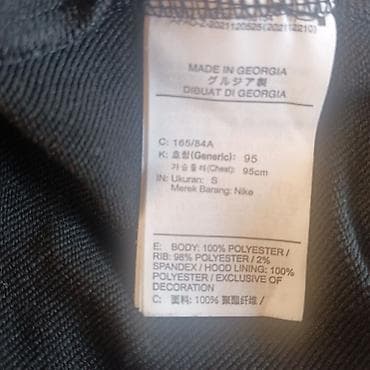 MADE IN GEORGIA
グルジア製
DIBUAT DI GEORGIA
C: 165/84A
K: 호칭(Generic): 95
가슴둘레(Chest): 95cm
IN: Ukuran: S
Merek Barang: Nike
E: BODY: 100% POLYESTER /
RIB: 98% POLYESTER / 2%
SPANDEX / HOOD LINING: 100%
POLYESTER / EXCLUSIVE OF
DECORATION
C: 面料: 100% 聚酯纤维 /